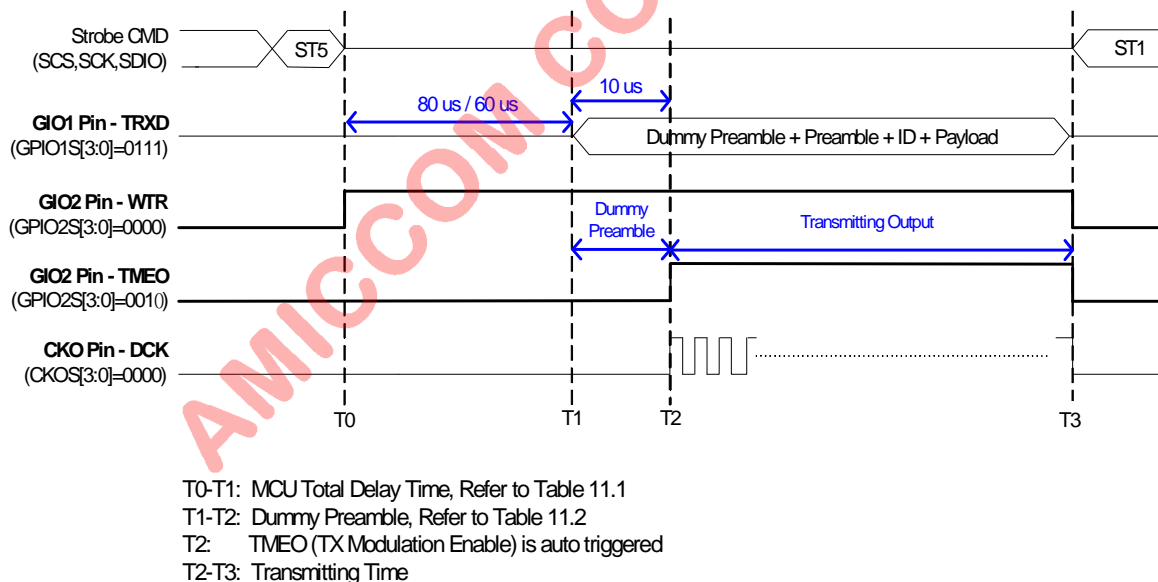 Strobe CMD
(SCS,SCK,SDIO)
ST5
ST1
10 us
80 us / 60 us
GIO1 Pin - TRXD
(GPIO1S[3:0]=0111)
Dummy Preamble + Preamble + ID + Payload
GIO2 Pin - WTR
(GPIO2S[3:0]=0000)
Dummy
Preamble
Transmitting Output
GIO2 Pin - TMEO
(GPIO2S[3:0]=0010)
CKO Pin - DCK
(CKOS[3:0]=0000)
T0
T1
T2
T3
T0-T1: MCU Total Delay Time, Refer to Table 11.1
T1-T2: Dummy Preamble, Refer to Table 11.2
T2: TMEO (TX Modulation Enable) is auto triggered
T2-T3: Transmitting Time
AMICCOM